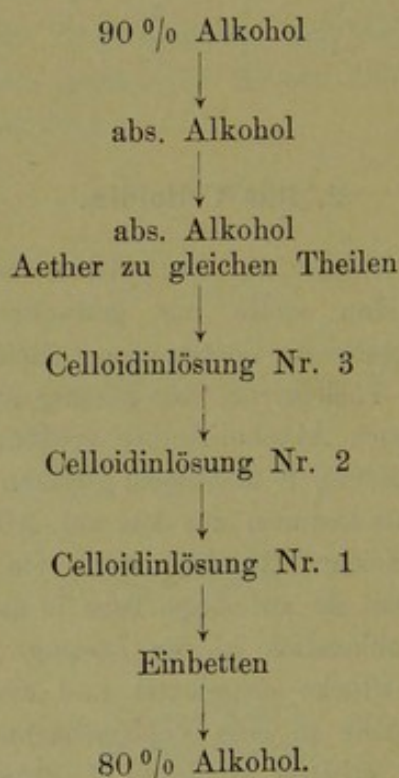 90 % Alkohol
abs. Alkohol
abs. Alkohol
Aether zu gleichen Theilen
Celloidinlösung Nr. 3
Celloidinlösung Nr. 2
Celloidinlösung Nr. 1
Einbetten
80 % Alkohol.